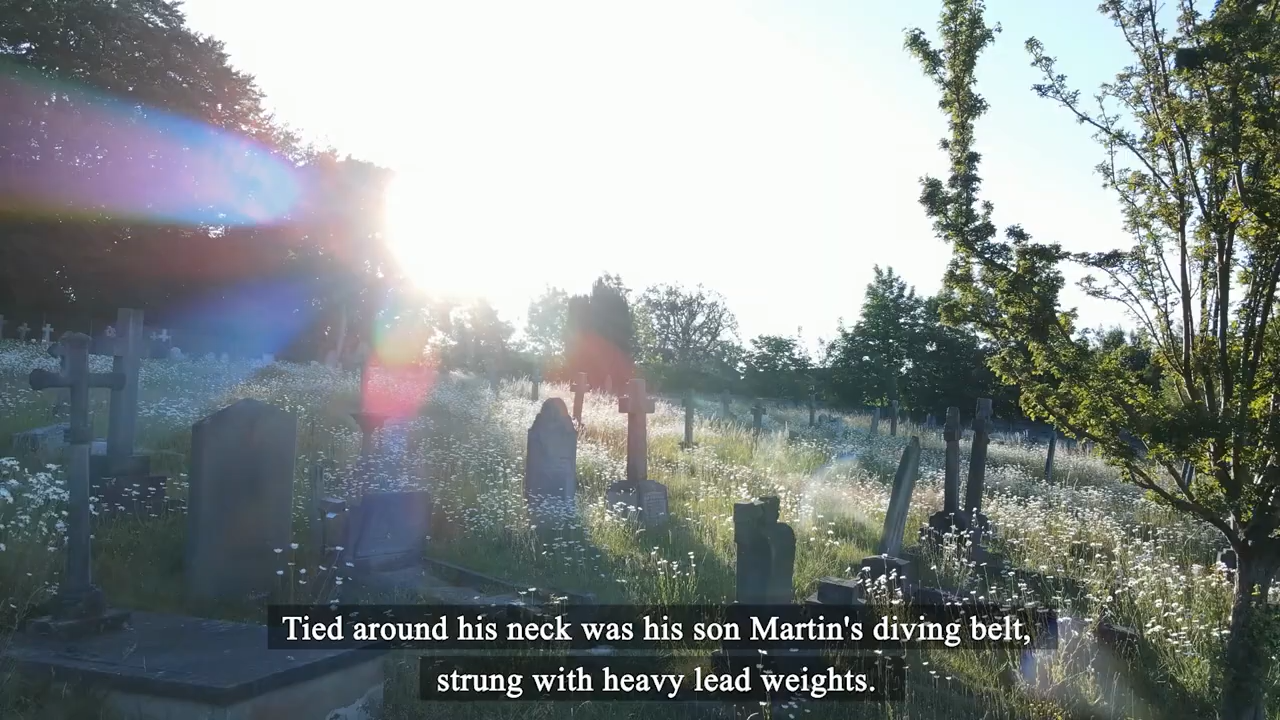 Tied around his neck was his son Martin's diving belt,
strung with heavy lead weights.